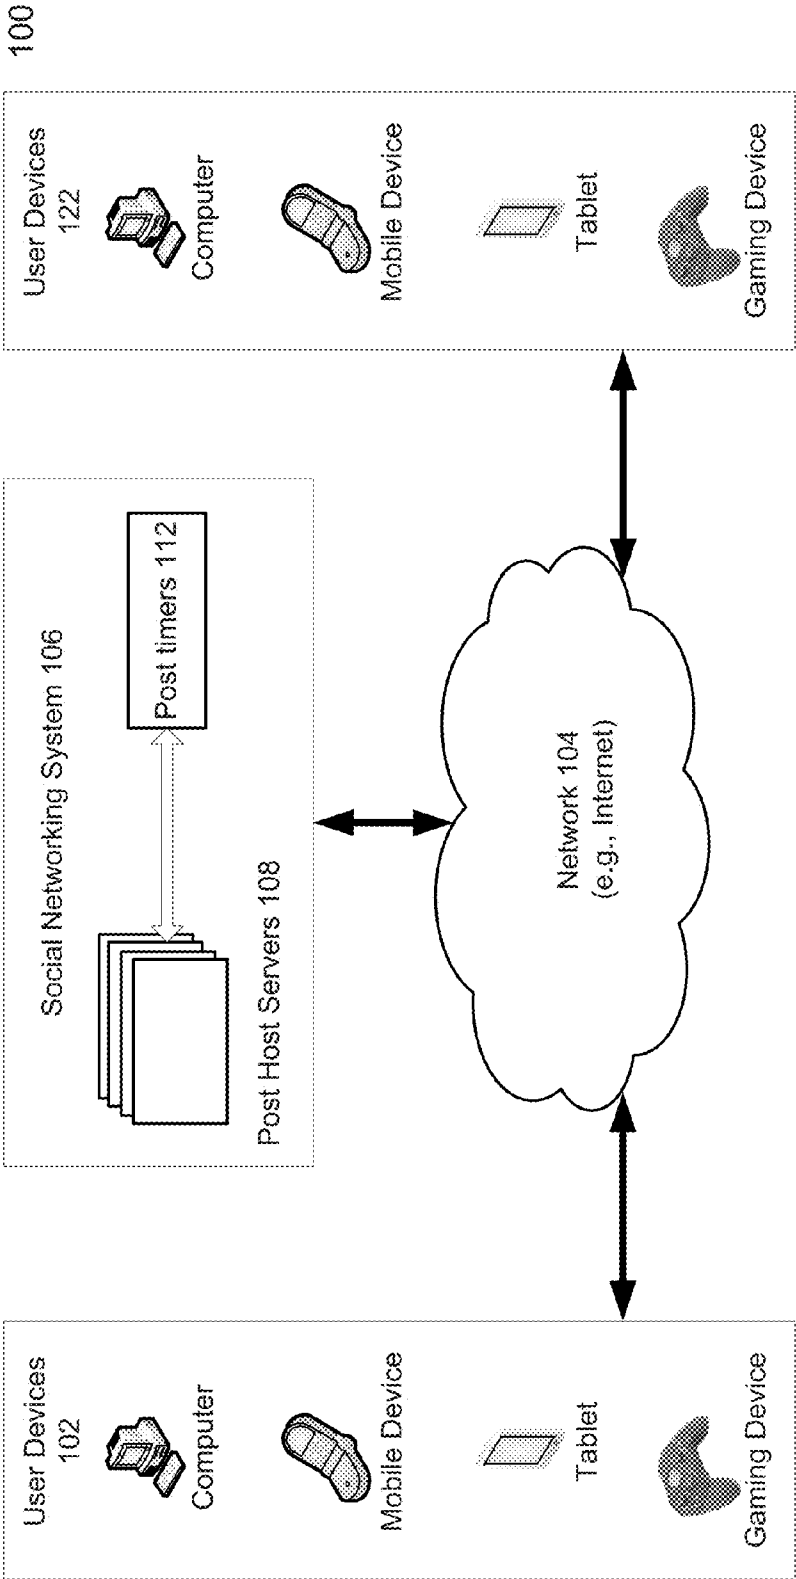 100
User Devices
102
Computer
Mobile Device
Tablet
Gaming Device
Social Networking System 106
Post timers 112
Post Host Servers 108
Network 104
(e.g., Internet)
User Devices
122
Computer
Mobile Device
Tablet
Gaming Device